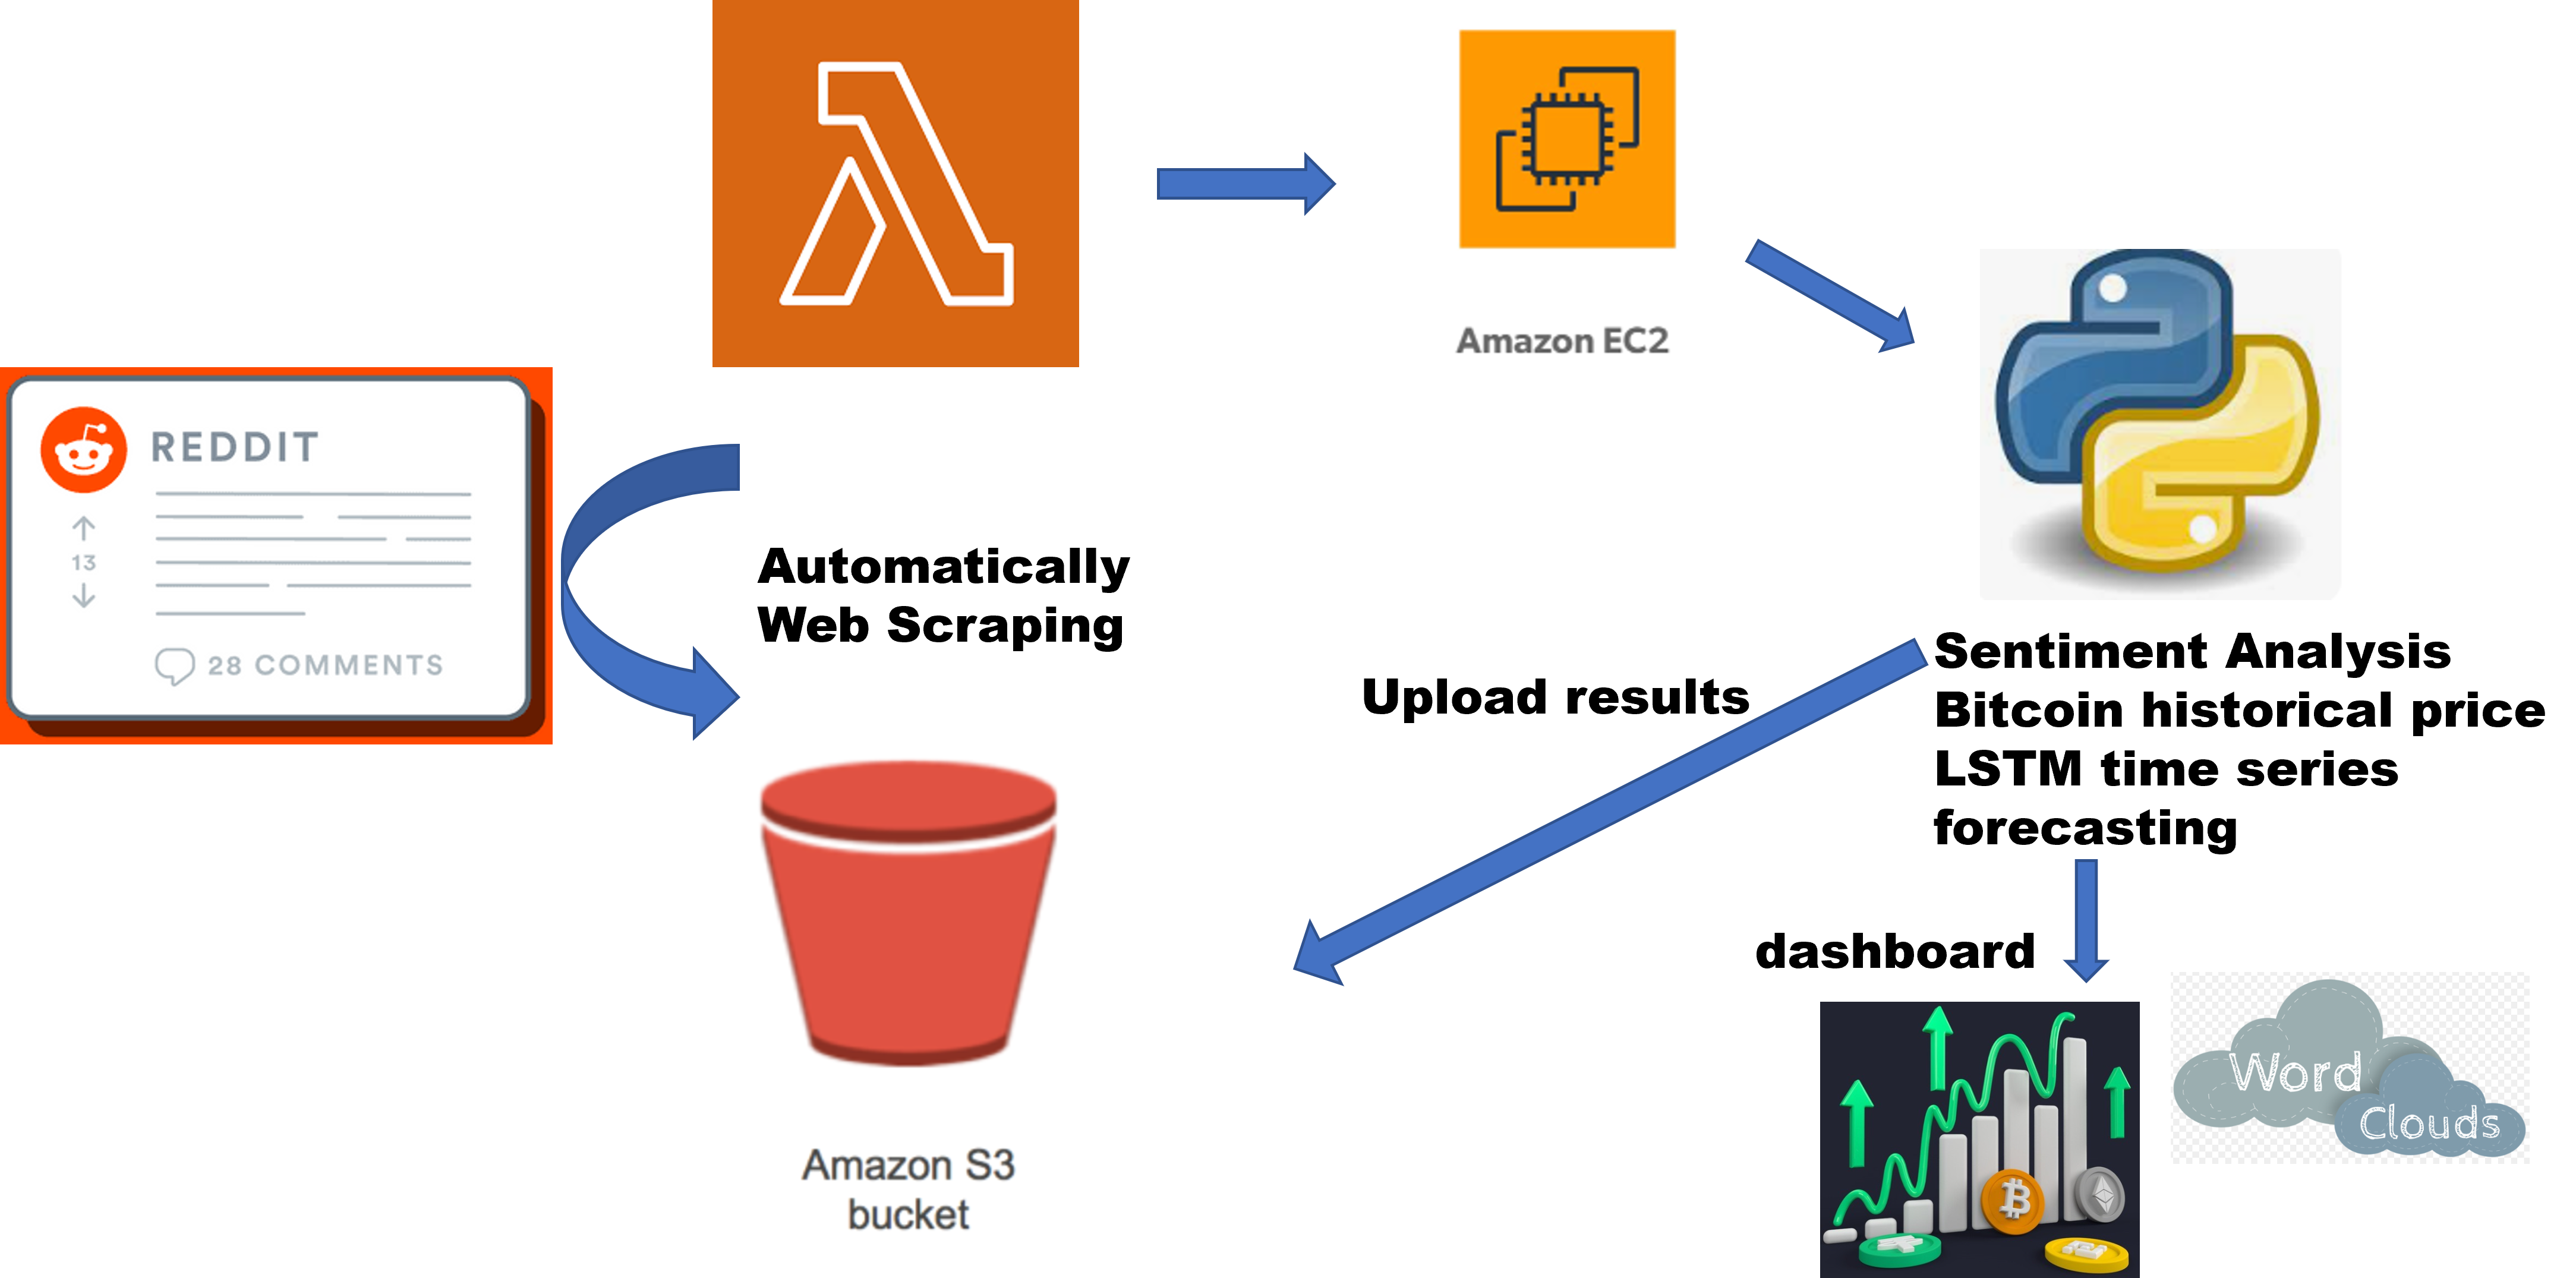 Amazon EC2
REDDIT
13
28 COMMENTS
Automatically
Web Scraping
Sentiment Analysis
Bitcoin historical price
LSTM time series
forecasting
Upload results
dashboard
Word
Clouds
Amazon S3
bucket